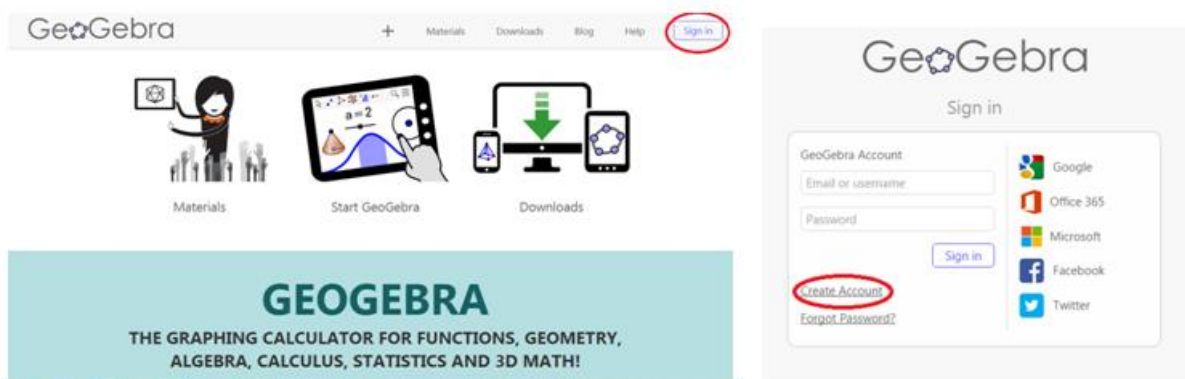 GeoGebra
+ Materials Downloads Blog Help Sign in
a = 2
Materials Start GeoGebra Downloads
GEOGEBRA
THE GRAPHING CALCULATOR FOR FUNCTIONS, GEOMETRY,
ALGEBRA, CALCULUS, STATISTICS AND 3D MATH!
GeoGebra
Sign in
GeoGebra Account
Email or username
Password
Sign in
Create Account
Forgot Password?
Google
Office 365
Microsoft
Facebook
Twitter